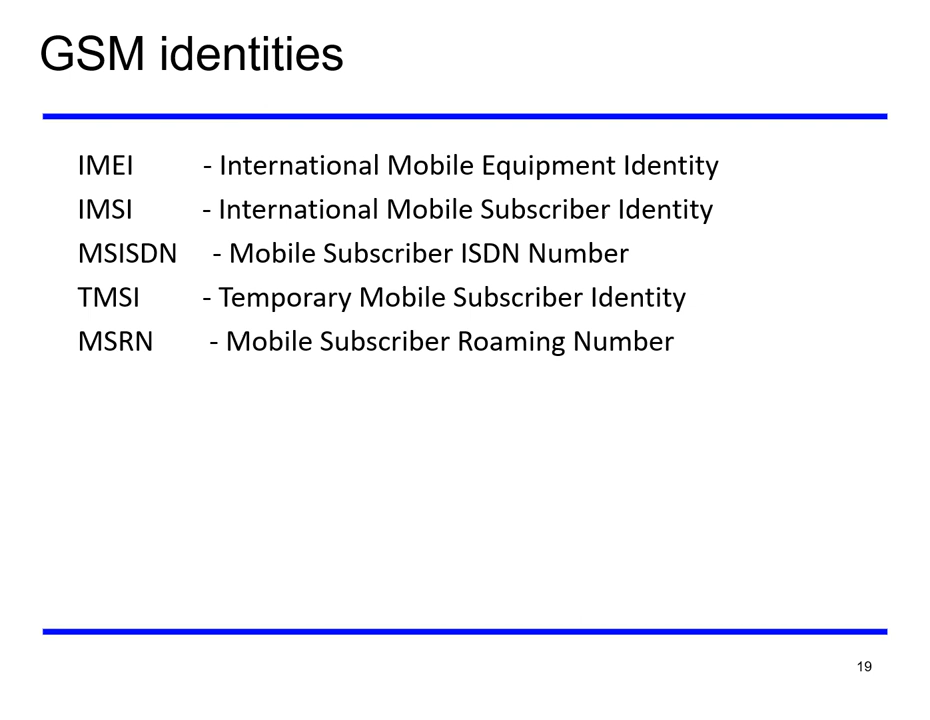 GSM identities
IMEI - International Mobile Equipment Identity
IMSI - International Mobile Subscriber Identity
MSISDN - Mobile Subscriber ISDN Number
TMSI - Temporary Mobile Subscriber Identity
MSRN - Mobile Subscriber Roaming Number
19